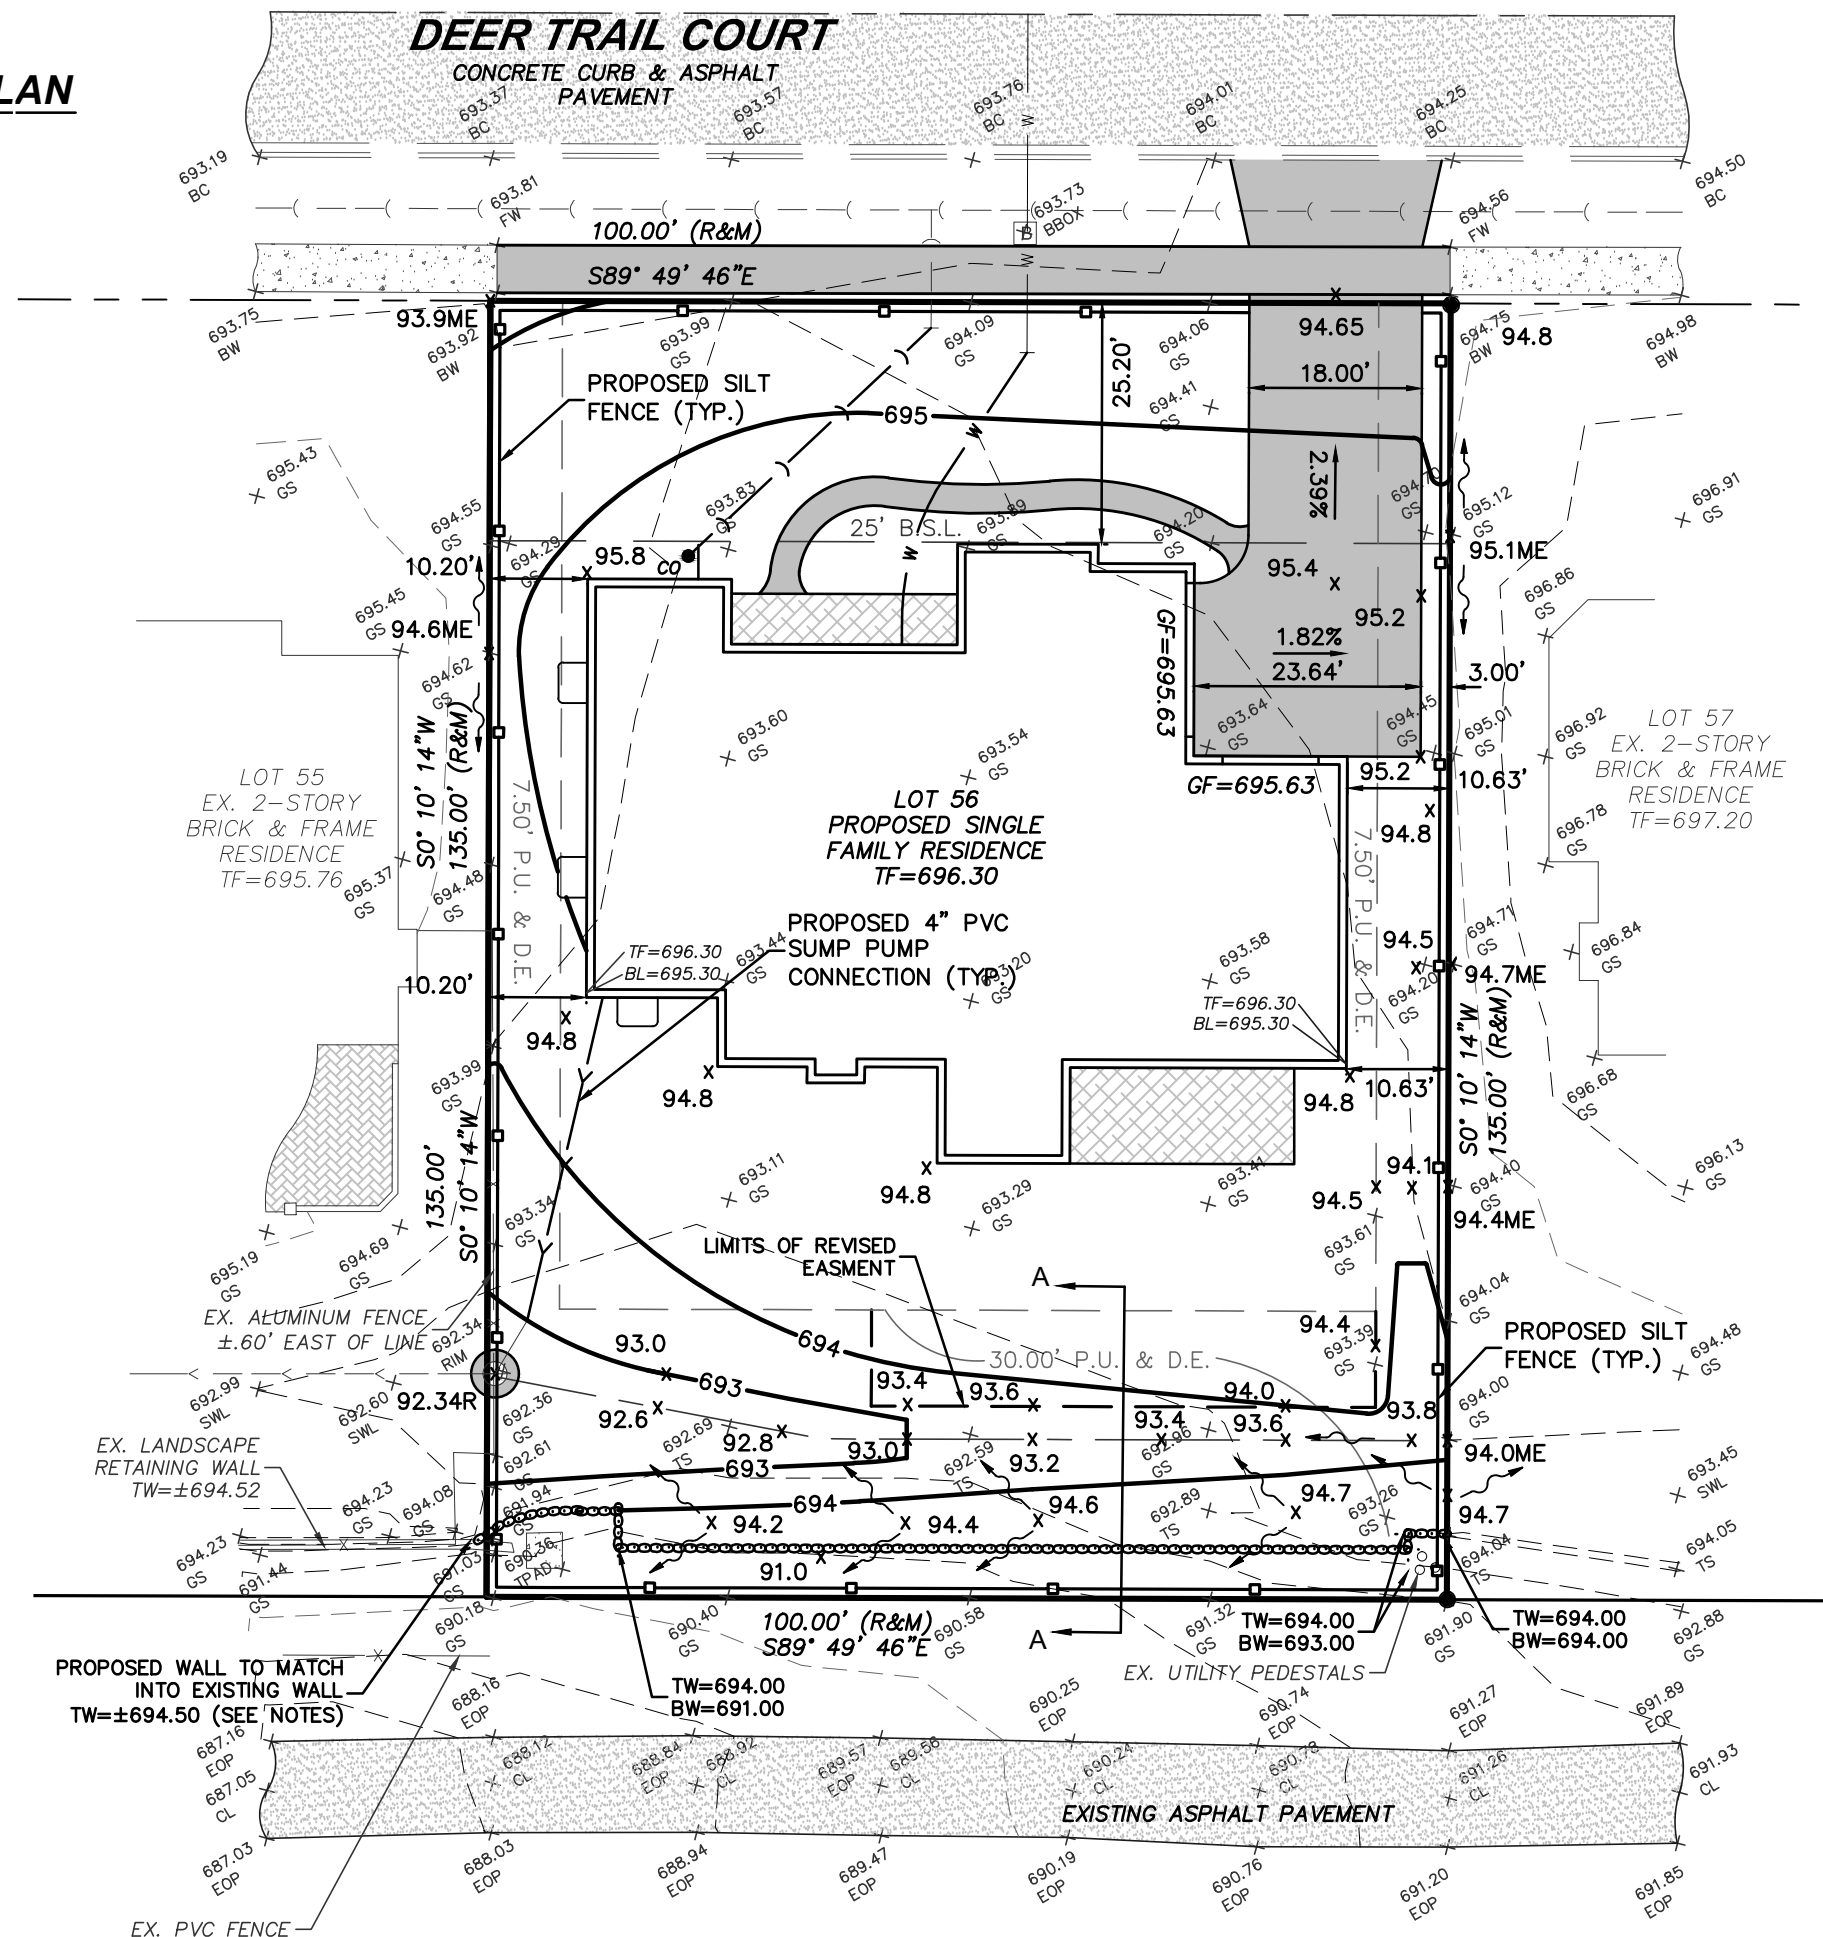 LAN
DEER TRAIL COURT
CONCRETE CURB & ASPHALT
PAVEMENT
693.37
BC
693.57
BC
693.76
BC
694.01
BC
694.25
BC
693.19
BC
694.50
BC
693.81
FW
693.73
BBOX
694.56
FW
W
B
W
100.00' (R&M)
S89° 49' 46"E
693.75
BW
93.9ME
693.92
BW
693.99
GS
694.09
GS
694.06
GS
94.65
694.75
BW
94.8
694.98
BW
PROPOSED SILT
FENCE (TYP.)
25.20'
18.00'
694.41
GS
695
W
695.43
GS
2.39%
694.70
GS
695.12
GS
696.91
GS
694.55
GS
694.29
GS
693.83
GS
25' B.S.L.
693.89
GS
694.20
GS
W
95.1ME
10.20'
95.8
CO
95.4
95.2
696.86
GS
695.45
GS
94.6ME
694.62
GS
GF=695.63
1.82%
23.64'
3.00'
693.60
GS
693.54
GS
693.64
GS
694.45
GS
695.01
GS
696.92
GS
LOT 57
EX. 2-STORY
BRICK & FRAME
RESIDENCE
TF=697.20
LOT 55
EX. 2-STORY
BRICK & FRAME
RESIDENCE
TF=695.76
S0° 10' 14"W
135.00' (R&M)
7.50' P.U. & D.E.
GF=695.63
95.2
10.63'
LOT 56
PROPOSED SINGLE
FAMILY RESIDENCE
TF=696.30
94.8
696.78
GS
695.37
GS
694.48
GS
7.50' P.U. & D.E.
PROPOSED 4" PVC
SUMP PUMP
CONNECTION (TYP.)
TF=696.30
BL=695.30
693.44
GS
693.20
GS
693.58
GS
94.5
694.71
GS
696.84
GS
694.20
GS
94.7ME
10.20'
94.8
TF=696.30
BL=695.30
S0° 10' 14"W
135.00' (R&M)
693.99
GS
94.8
94.8
10.63'
696.68
GS
135.00'
S0° 10' 14"W
693.11
GS
94.8
693.29
GS
693.41
GS
94.1
94.5
694.40
GS
94.4ME
696.13
GS
693.34
GS
695.19
GS
694.69
GS
LIMITS OF REVISED
EASMENT
A
693.61
GS
694.04
GS
EX. ALUMINUM FENCE
±.60' EAST OF LINE
692.34
RIM
93.0
694
94.4
693.39
GS
PROPOSED SILT
FENCE (TYP.)
694.48
GS
30.00' P.U. & D.E.
692.99
SWL
692.60
SWL
92.34R
693
93.4
93.6
94.0
93.8
694.00
GS
692.36
GS
92.6
92.8
93.0
93.4
93.6
692.69
TS
692.59
TS
692.96
GS
93.2
94.0ME
EX. LANDSCAPE
RETAINING WALL
TW=±694.52
692.61
GS
693
693.45
SWL
694.23
GS
694.08
GS
691.94
GS
694
94.2
94.4
94.6
94.7
692.89
TS
693.26
GS
94.7
694.23
GS
691.44
GS
691.03
GS
690.36
TPAD
91.0
694.04
TS
694.05
TS
690.18
GS
690.40
GS
100.00' (R&M)
S89° 49' 46"E
690.58
GS
A
691.32
GS
TW=694.00
BW=693.00
691.90
GS
TW=694.00
BW=694.00
692.88
GS
EX. UTILITY PEDESTALS
PROPOSED WALL TO MATCH
INTO EXISTING WALL
TW=±694.50 (SEE NOTES)
TW=694.00
BW=691.00
688.16
EOP
690.25
EOP
690.74
EOP
691.27
EOP
691.89
EOP
687.16
EOP
687.05
CL
688.12
CL
688.84
EOP
688.92
CL
689.57
EOP
689.56
CL
690.24
CL
690.78
CL
691.26
CL
691.93
CL
EXISTING ASPHALT PAVEMENT
687.03
EOP
688.03
EOP
688.94
EOP
689.47
EOP
690.19
EOP
690.76
EOP
691.20
EOP
691.85
EOP
EX. PVC FENCE